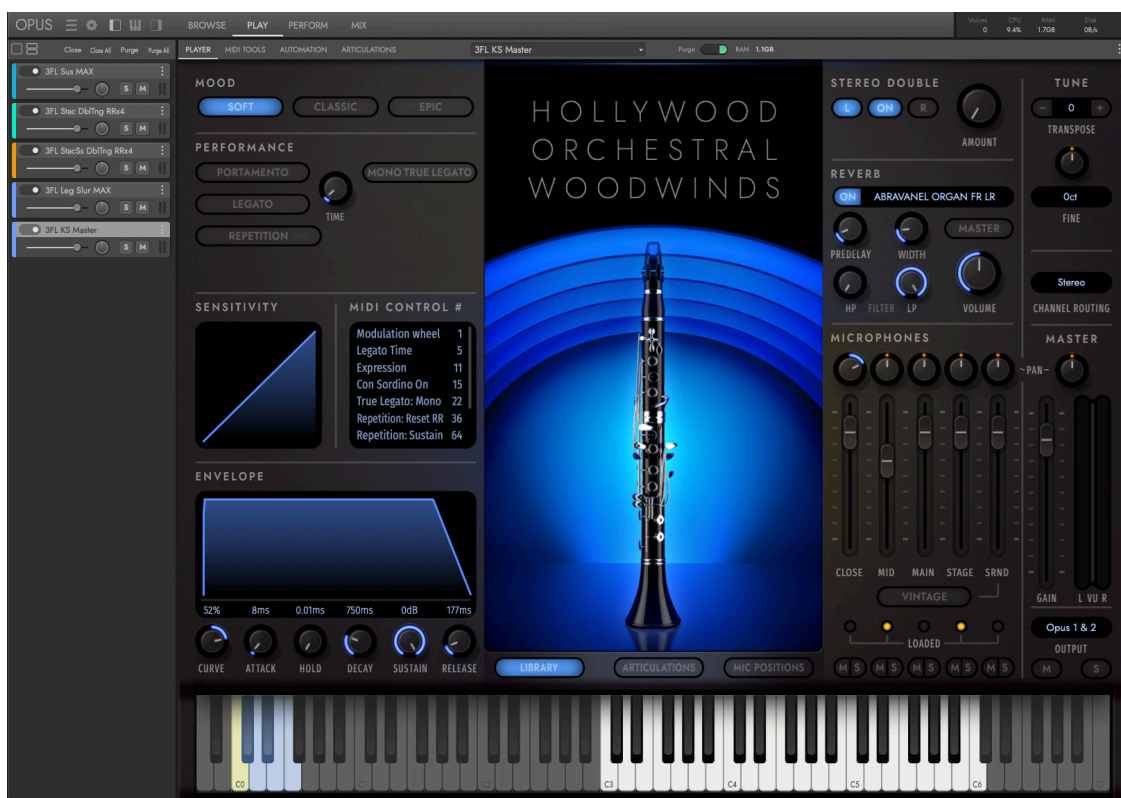 OPUS BROWSE PLAY PERFORM MIX
Voices CPU RAM Disk
0 9.4% 1.7GB 0B/s
Close Close All Purge Purge All
PLAYER MIDI TOOLS AUTOMATION ARTICULATIONS 3FL KS Master Purge RAM 1.1GB
3FL Sus MAX
S M
3FL Stac DblTng RRx4
S M
3FL StacSs DblTng RRx4
S M
3FL Leg Slur MAX
S M
3FL KS Master
S M
MOOD
SOFT CLASSIC EPIC
PERFORMANCE
PORTAMENTO MONO TRUE LEGATO
LEGATO
TIME
REPETITION
SENSITIVITY
MIDI CONTROL #
Modulation wheel 1
Legato Time 5
Expression 11
Con Sordino On 15
True Legato: Mono 22
Repetition: Reset RR 36
Repetition: Sustain 64
ENVELOPE
52% 8ms 0.01ms 750ms 0dB 177ms
CURVE ATTACK HOLD DECAY SUSTAIN RELEASE
HOLLYWOOD
ORCHESTRAL
WOODWINDS
LIBRARY ARTICULATIONS MIC POSITIONS
STEREO DOUBLE
L ON R
AMOUNT
REVERB
ON ABRAVANEL ORGAN FR LR
MASTER
PREDELAY WIDTH
HP FILTER LP VOLUME
MICROPHONES
~PAN~
CLOSE MID MAIN STAGE SRND
VINTAGE
LOADED
M S M S M S M S M S
TUNE
- 0 +
TRANSPOSE
0ct
FINE
Stereo
CHANNEL ROUTING
MASTER
GAIN L VU R
Opus 1 & 2
OUTPUT
M S
C0 C1 C2 C3 C4 C5 C6 C7